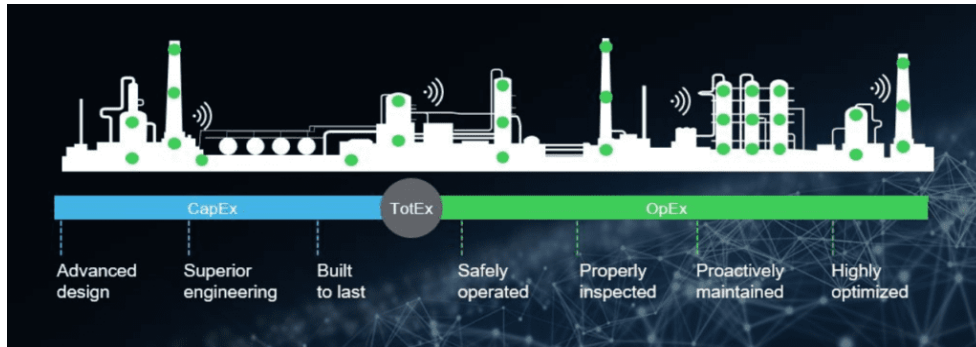 CapEx
TotEx
OpEx
Advanced
design
Superior
engineering
Built
to last
Safely
operated
Properly
inspected
Proactively
maintained
Highly
optimized